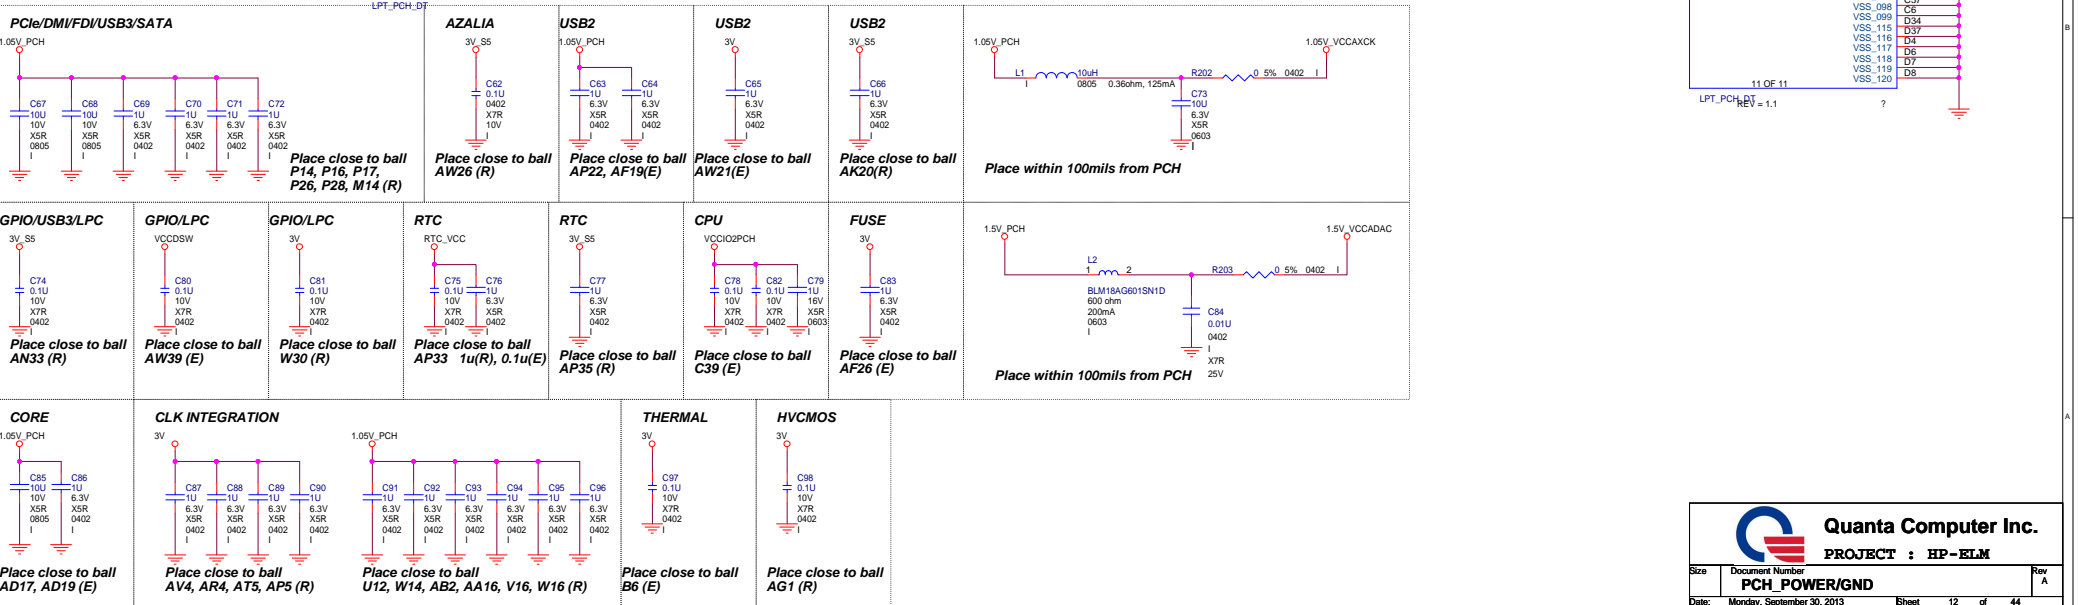 LPT_PCH_DT
PCIe/DMI/FDI/USB3/SATA
1.05V_PCH
C67
10U
10V
X5R
0805
I
C68
10U
10V
X5R
0805
I
C69
1U
6.3V
X5R
0402
C70
1U
6.3V
X5R
0402
C71
1U
6.3V
X5R
0402
C72
1U
6.3V
X5R
0402
I
Place close to ball
P14, P16, P17,
P26, P28, M14 (R)
AZALIA
3V_S5
C62
0.1U
0402
X7R
10V
I
Place close to ball
AW26 (R)
USB2
1.05V_PCH
C63
1U
6.3V
X5R
0402
I
C64
1U
6.3V
X5R
0402
I
Place close to ball
AP22, AF19(E)
USB2
3V
C65
1U
6.3V
X5R
0402
I
Place close to ball
AW21(E)
USB2
3V_S5
C66
1U
6.3V
X5R
0402
I
Place close to ball
AK20(R)
1.05V_PCH
L1
I
10uH
0805
0.36ohm, 125mA
R202
0 5% 0402 I
1.05V_VCCAXCK
C73
10U
6.3V
X5R
0603
I
Place within 100mils from PCH
GPIO/USB3/LPC
3V_S5
C74
0.1U
10V
X7R
0402
I
Place close to ball
AN33 (R)
GPIO/LPC
VCCDSW
C80
0.1U
10V
X7R
0402
I
Place close to ball
AW39 (E)
GPIO/LPC
3V
C81
0.1U
10V
X7R
0402
I
Place close to ball
W30 (R)
RTC
RTC_VCC
C75
0.1U
10V
X7R
0402
I
C76
1U
6.3V
X5R
0402
I
Place close to ball
AP33 1u(R), 0.1u(E)
RTC
3V_S5
C77
1U
6.3V
X5R
0402
I
Place close to ball
AP35 (R)
CPU
VCCIO2PCH
C78
0.1U
10V
X7R
0402
I
C82
0.1U
10V
X7R
0402
I
C79
1U
16V
X5R
0603
I
Place close to ball
C39 (E)
FUSE
3V
C83
1U
6.3V
X5R
0402
I
Place close to ball
AF26 (E)
1.5V_PCH
L2
1 2
BLM18AG601SN1D
600 ohm
200mA
0603
I
R203
0 5% 0402 I
1.5V_VCCADAC
C84
0.01U
0402
I
X7R
25V
Place within 100mils from PCH
CORE
1.05V_PCH
C85
10U
10V
X5R
0805
I
C86
1U
6.3V
X5R
0402
I
Place close to ball
AD17, AD19 (E)
CLK INTEGRATION
3V
C87
1U
6.3V
X5R
0402
I
C88
1U
6.3V
X5R
0402
I
C89
1U
6.3V
X5R
0402
I
C90
1U
6.3V
X5R
0402
I
Place close to ball
AV4, AR4, AT5, AP5 (R)
1.05V_PCH
C91
1U
6.3V
X5R
0402
I
C92
1U
6.3V
X5R
0402
I
C93
1U
6.3V
X5R
0402
I
C94
1U
6.3V
X5R
0402
I
C95
1U
6.3V
X5R
0402
I
C96
1U
6.3V
X5R
0402
I
Place close to ball
U12, W14, AB2, AA16, V16, W16 (R)
THERMAL
3V
C97
0.1U
10V
X7R
0402
I
Place close to ball
B6 (E)
HVCMOS
3V
C98
0.1U
10V
X7R
0402
I
Place close to ball
AG1 (R)
VSS_098
VSS_099 C6
VSS_115 D34
VSS_116 D37
VSS_117 D4
VSS_118 D6
VSS_119 D7
VSS_120 D8
11 OF 11
LPT_PCH_DT
REV = 1.1
?
B
A
Quanta Computer Inc.
PROJECT : HP-ELM
Size
Document Number
Rev
PCH_POWER/GND
A
Date: Monday, September 30, 2013
Sheet 12 of 44